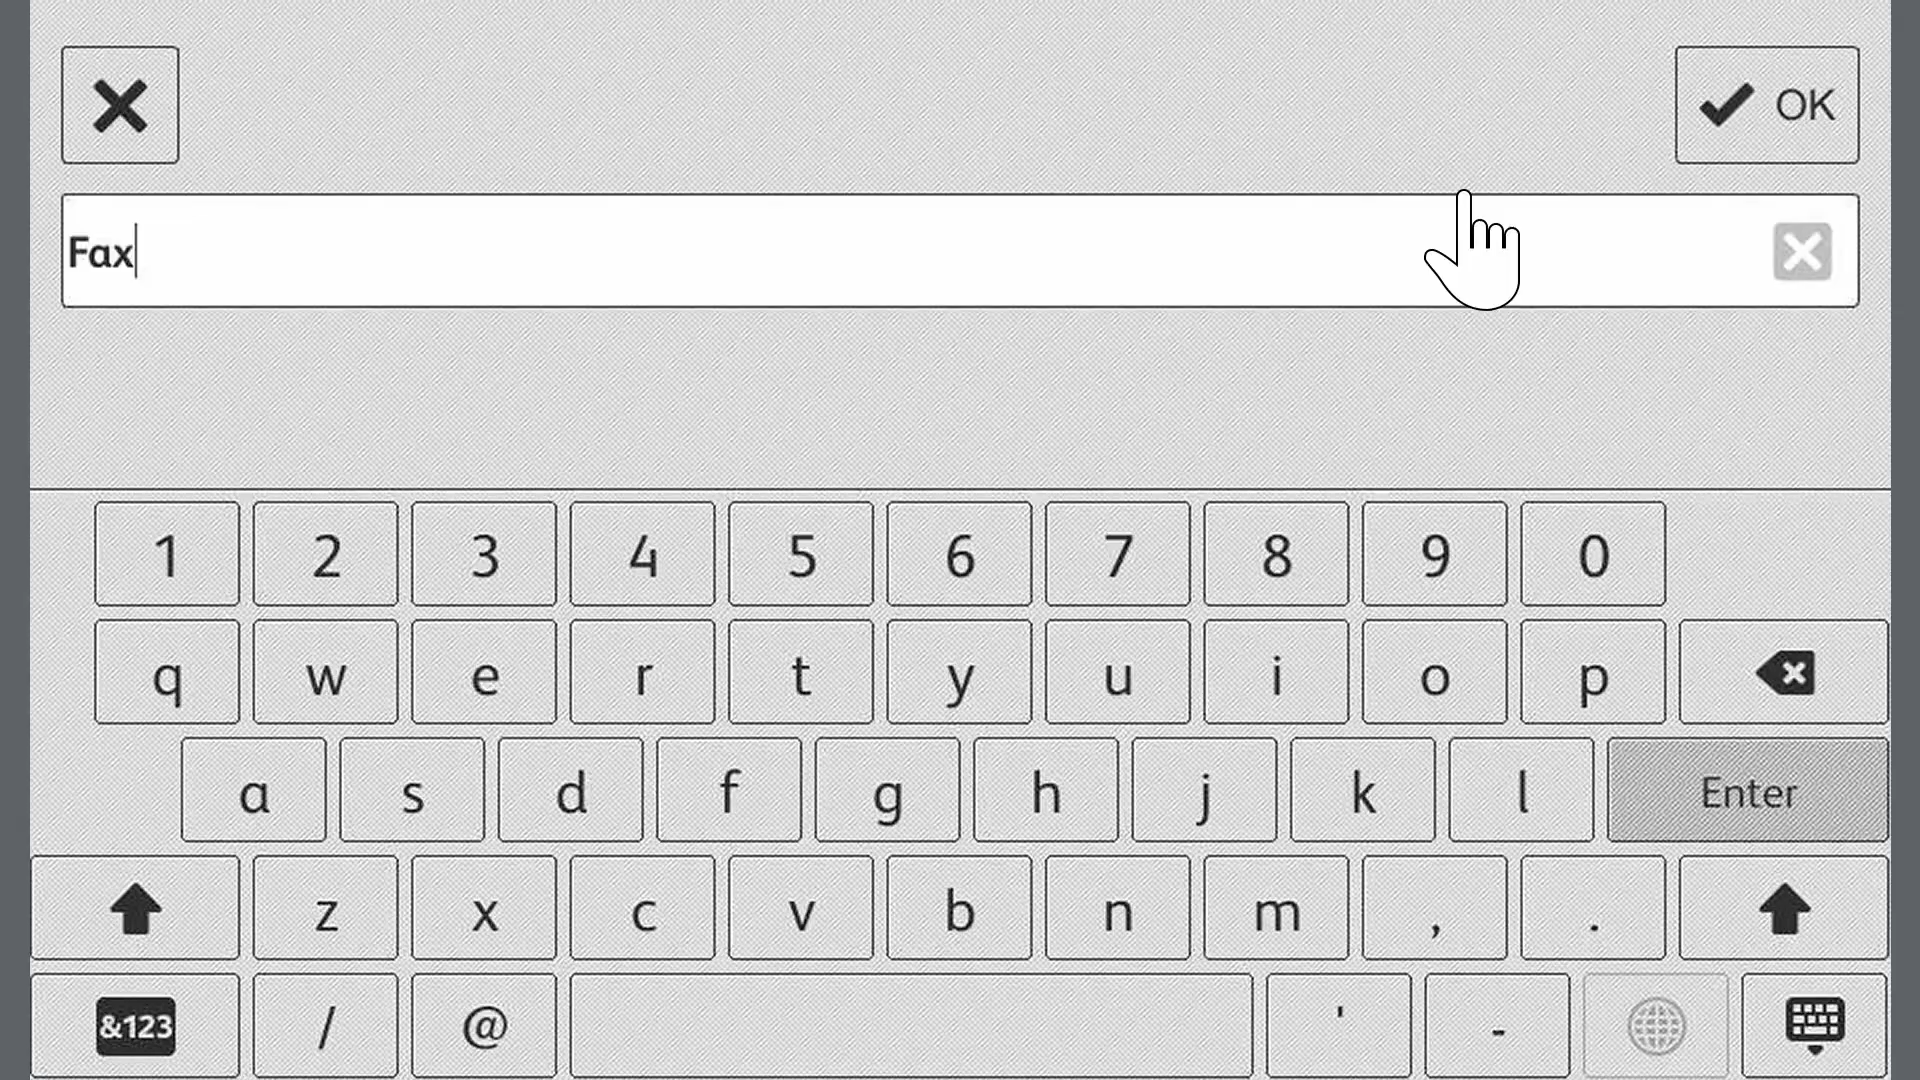 OK
Fax
1 2 3 4 5 6 7 8 9 0
q w e r t y u i o p
a s d f g h j k l Enter
z x c v b n m , .
&123 / @ ' -